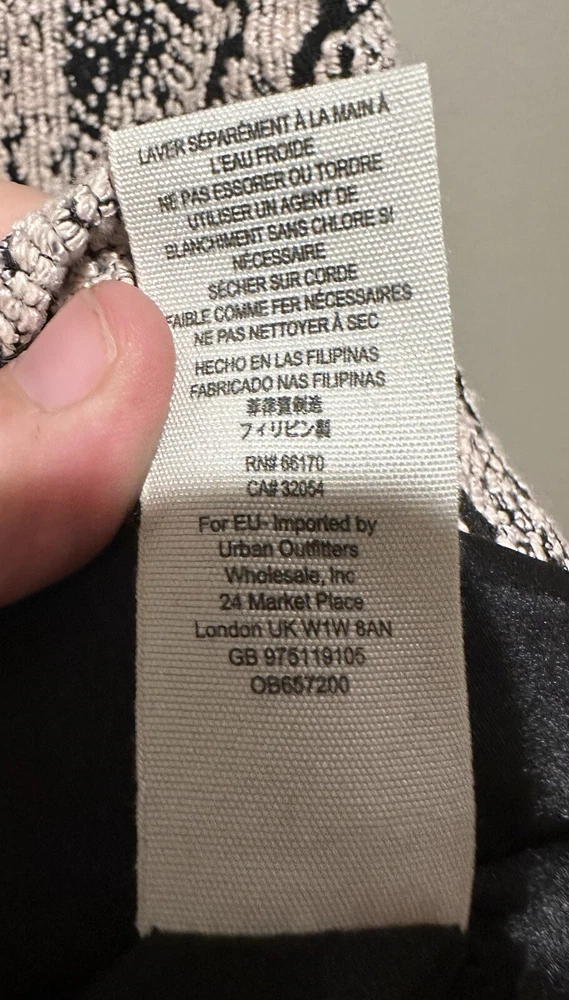 LAVER SÉPARÉMENT À LA MAIN À
L'EAU FROIDE
NE PAS ESSORER OU TORDRE
UTILISER UN AGENT DE
BLANCHIMENT SANS CHLORE SI
NÉCESSAIRE
SÉCHER SUR CORDE
FAIBLE COMME FER NÉCESSAIRES
NE PAS NETTOYER À SEC
HECHO EN LAS FILIPINAS
FABRICADO NAS FILIPINAS
菲律賓創造
フィリピン製
RN# 66170
CA# 32054
For EU- Imported by
Urban Outfitters
Wholesale, Inc
24 Market Place
London UK W1W 8AN
GB 975119105
OB657200